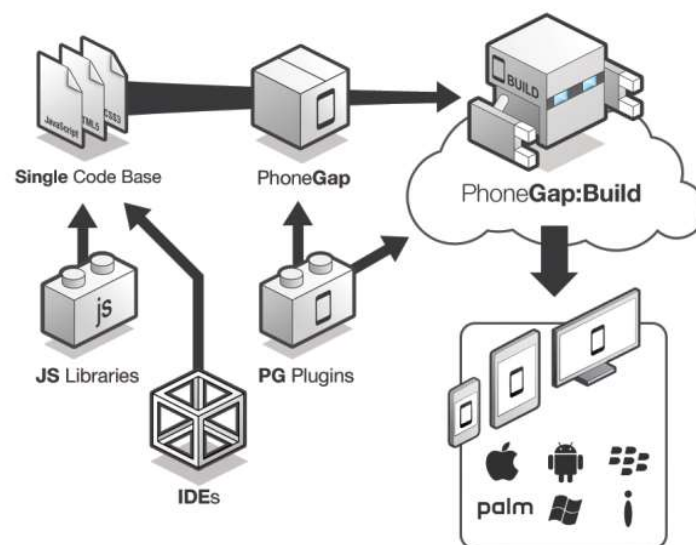 JavaScript
HTML5
CSS3
BUILD
Single Code Base
PhoneGap
PhoneGap:Build
js
JS Libraries
PG Plugins
IDEs
palm